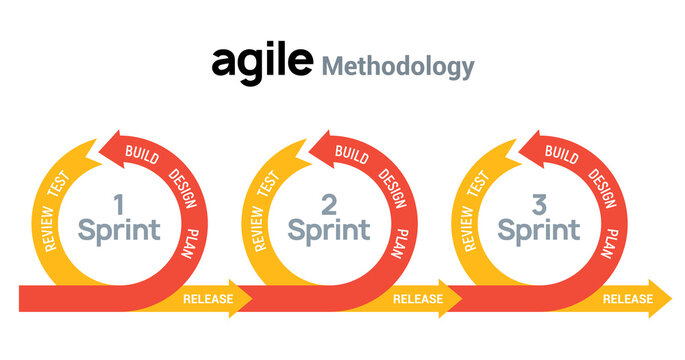 agile Methodology
1
Sprint
REVIEW TEST
BUILD DESIGN PLAN
RELEASE
2
Sprint
REVIEW TEST
BUILD DESIGN PLAN
RELEASE
3
Sprint
REVIEW TEST
BUILD DESIGN PLAN
RELEASE